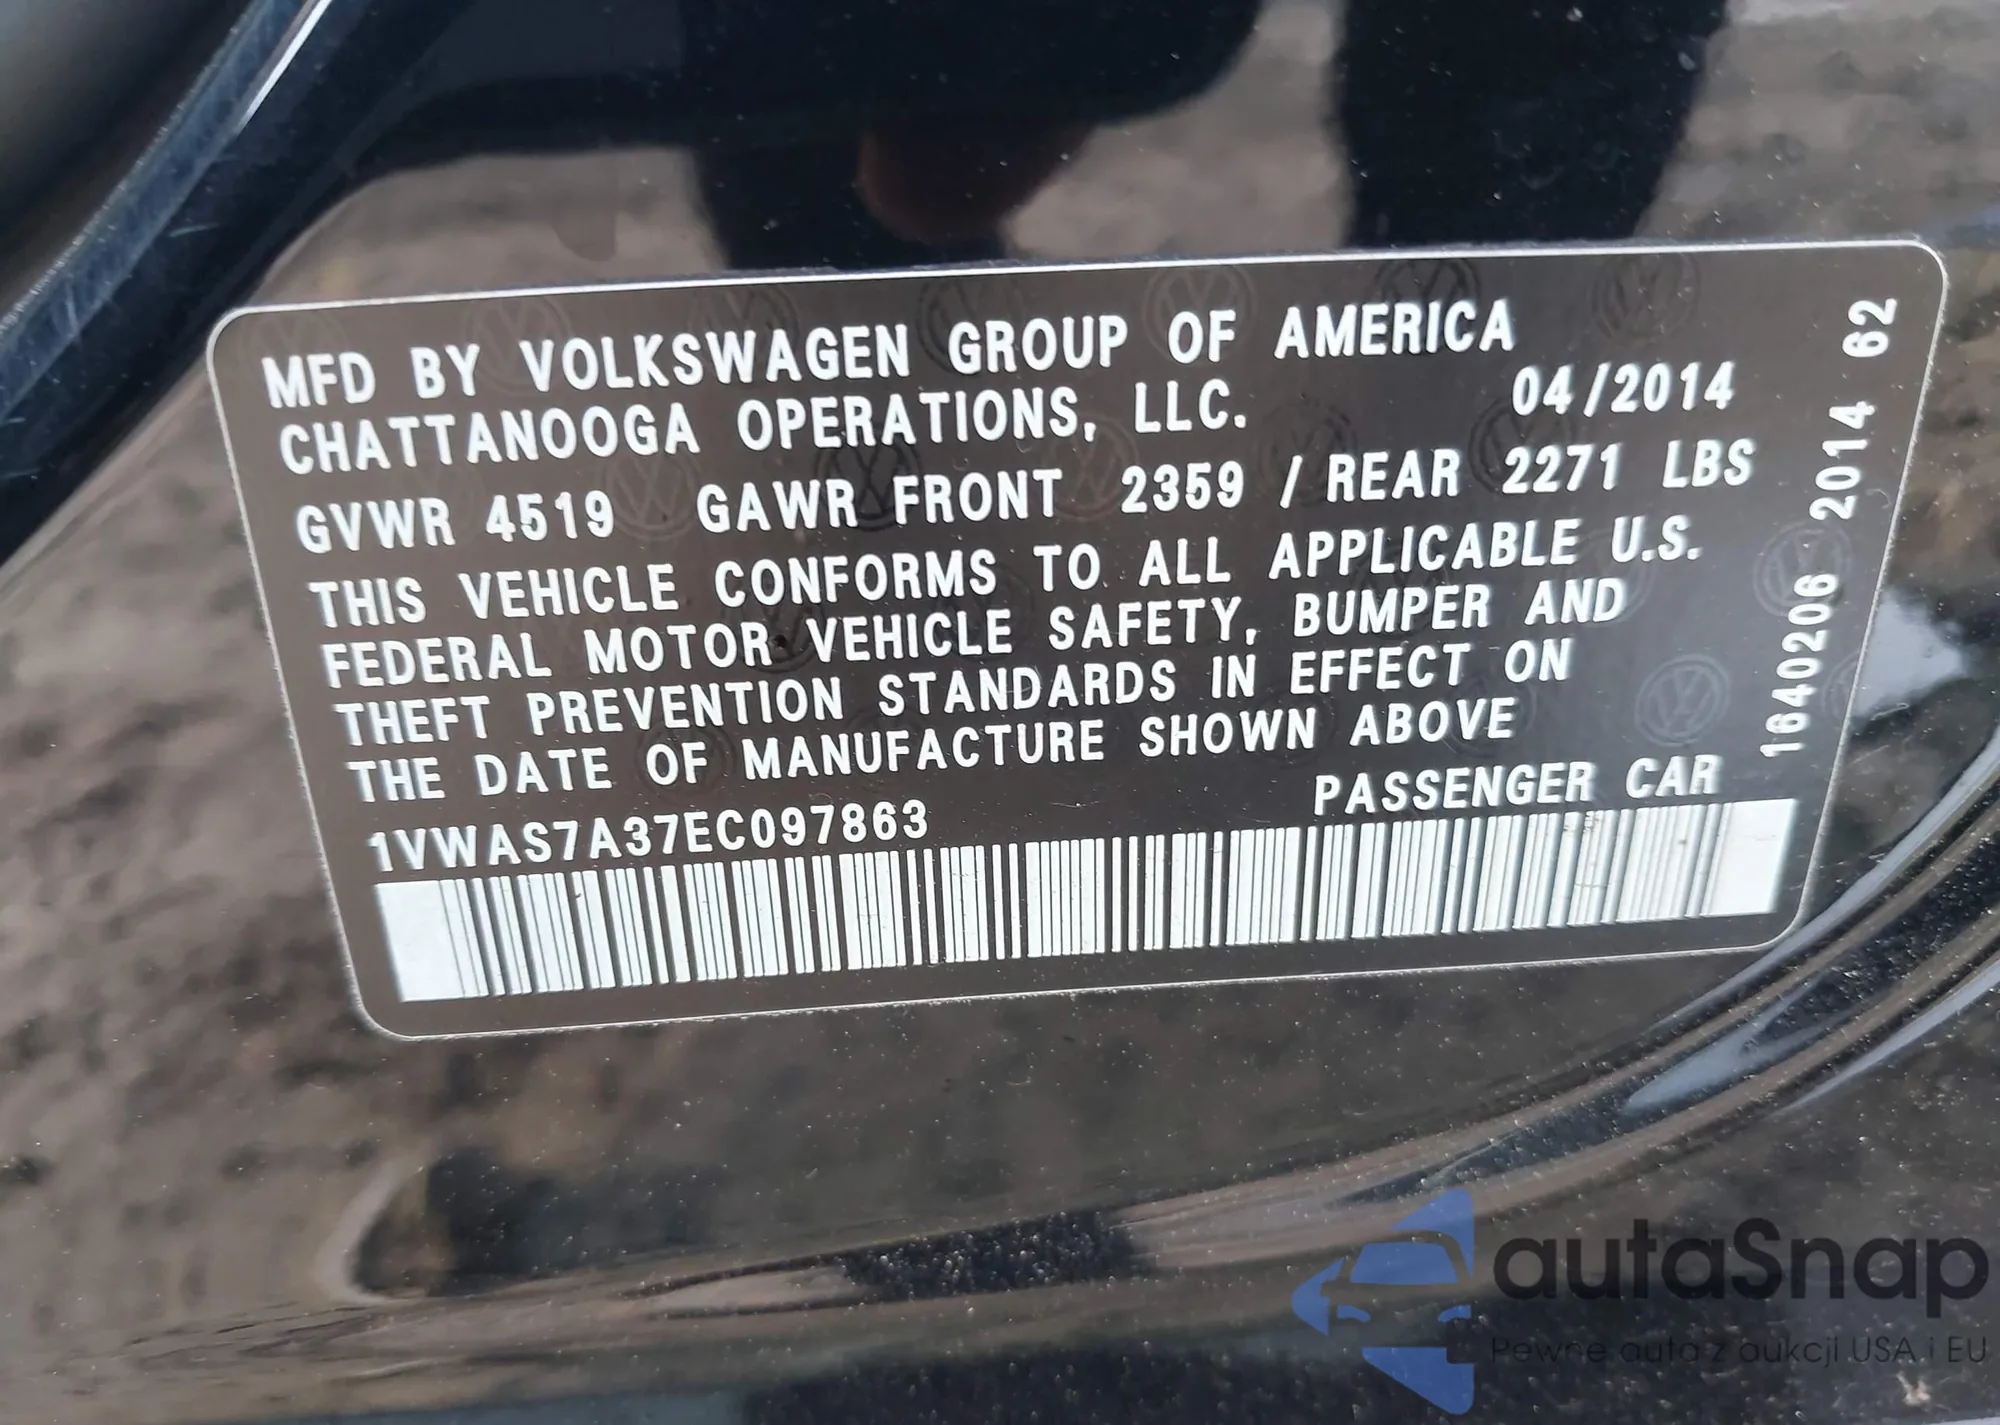 MFD BY VOLKSWAGEN GROUP OF AMERICA
CHATTANOOGA OPERATIONS, LLC. 04/2014
GVWR 4519 GAWR FRONT 2359 / REAR 2271 LBS
THIS VEHICLE CONFORMS TO ALL APPLICABLE U.S.
FEDERAL MOTOR VEHICLE SAFETY, BUMPER AND
THEFT PREVENTION STANDARDS IN EFFECT ON
THE DATE OF MANUFACTURE SHOWN ABOVE
1VWAS7A37EC097863 PASSENGER CAR
1640206 2014 62
autaSnap
Pewne auta z aukcji USA i EU